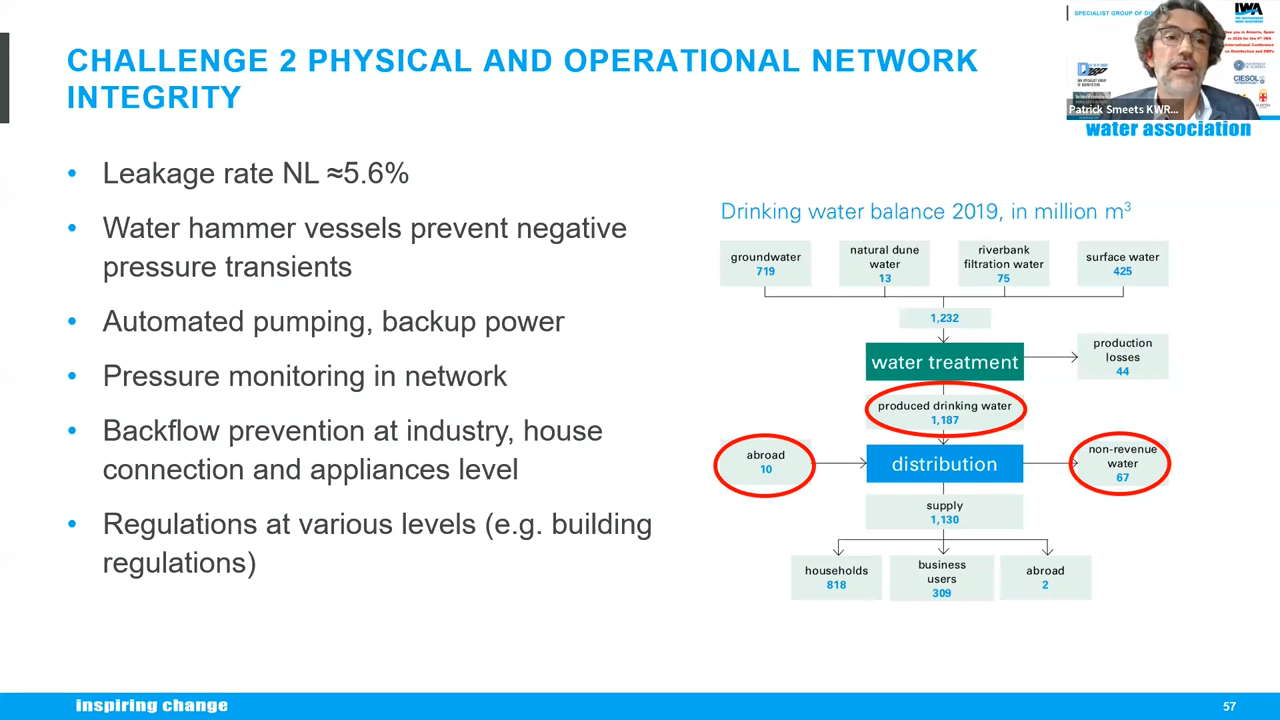 CHALLENGE 2 PHYSICAL AND OPERATIONAL NETWORK
INTEGRITY
• Leakage rate NL ≈5.6%
• Water hammer vessels prevent negative
pressure transients
• Automated pumping, backup power
• Pressure monitoring in network
• Backflow prevention at industry, house
connection and appliances level
• Regulations at various levels (e.g. building
regulations)
Drinking water balance 2019, in million m³
groundwater
719
natural dune
water
13
riverbank
filtration water
75
surface water
425
1,232
water treatment
production
losses
44
produced drinking water
1,187
abroad
10
distribution
non-revenue
water
67
supply
1,130
households
818
business
users
309
abroad
2
SPECIALIST GROUP OF
IWA
CIESOL
Patrick Smeets KWR...
water association
inspiring change
57